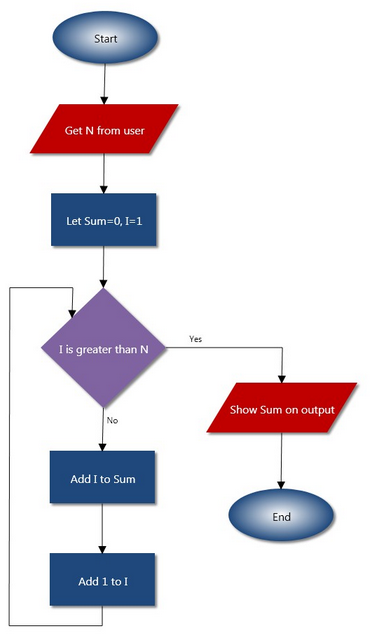 Start
Get N from user
Let Sum=0, I=1
I is greater than N
Yes
No
Show Sum on output
Add I to Sum
End
Add 1 to I